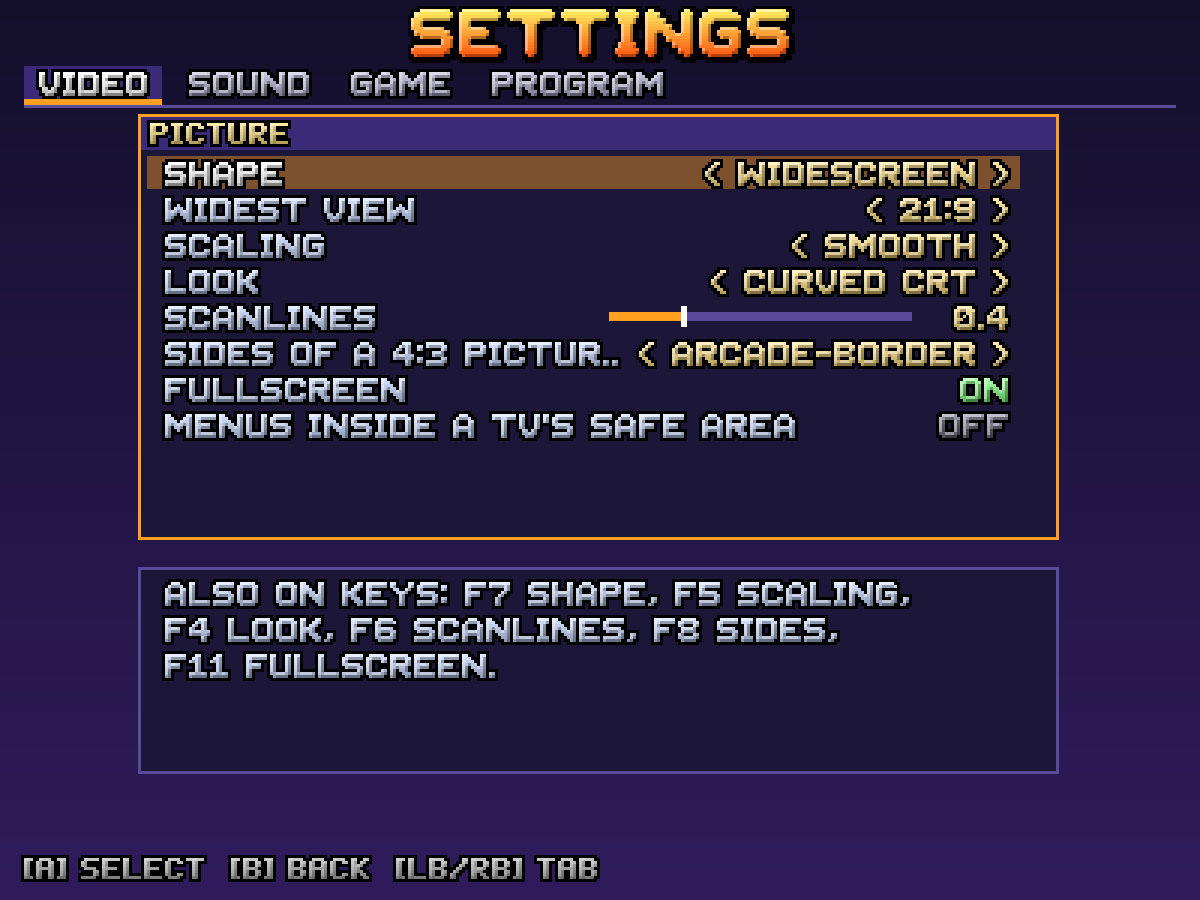 SETTINGS
VIDEO SOUND GAME PROGRAM
PICTURE
SHAPE < WIDESCREEN >
WIDEST VIEW < 21:9 >
SCALING < SMOOTH >
LOOK < CURVED CRT >
SCANLINES 0.4
SIDES OF A 4:3 PICTUR.. < ARCADE-BORDER >
FULLSCREEN ON
MENUS INSIDE A TV'S SAFE AREA OFF
ALSO ON KEYS: F7 SHAPE, F5 SCALING,
F4 LOOK, F6 SCANLINES, F8 SIDES,
F11 FULLSCREEN.
[A] SELECT [B] BACK [LB/RB] TAB